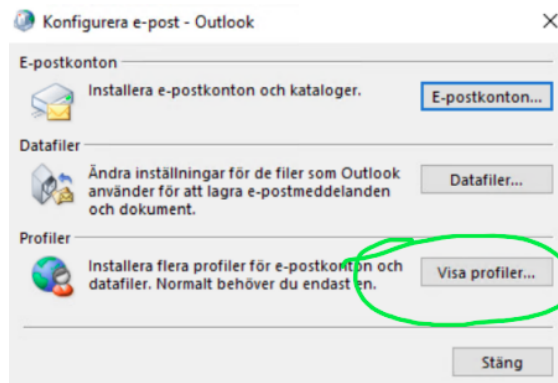 Konfigurera e-post - Outlook
E-postkonton
Installera e-postkonton och kataloger.
E-postkonton...
Datafiler
Ändra inställningar för de filer som Outlook
använder för att lagra e-postmeddelanden
och dokument.
Datafiler...
Profiler
Installera flera profiler för e-postkonton och
datafiler. Normalt behöver du endast en.
Visa profiler...
Stäng